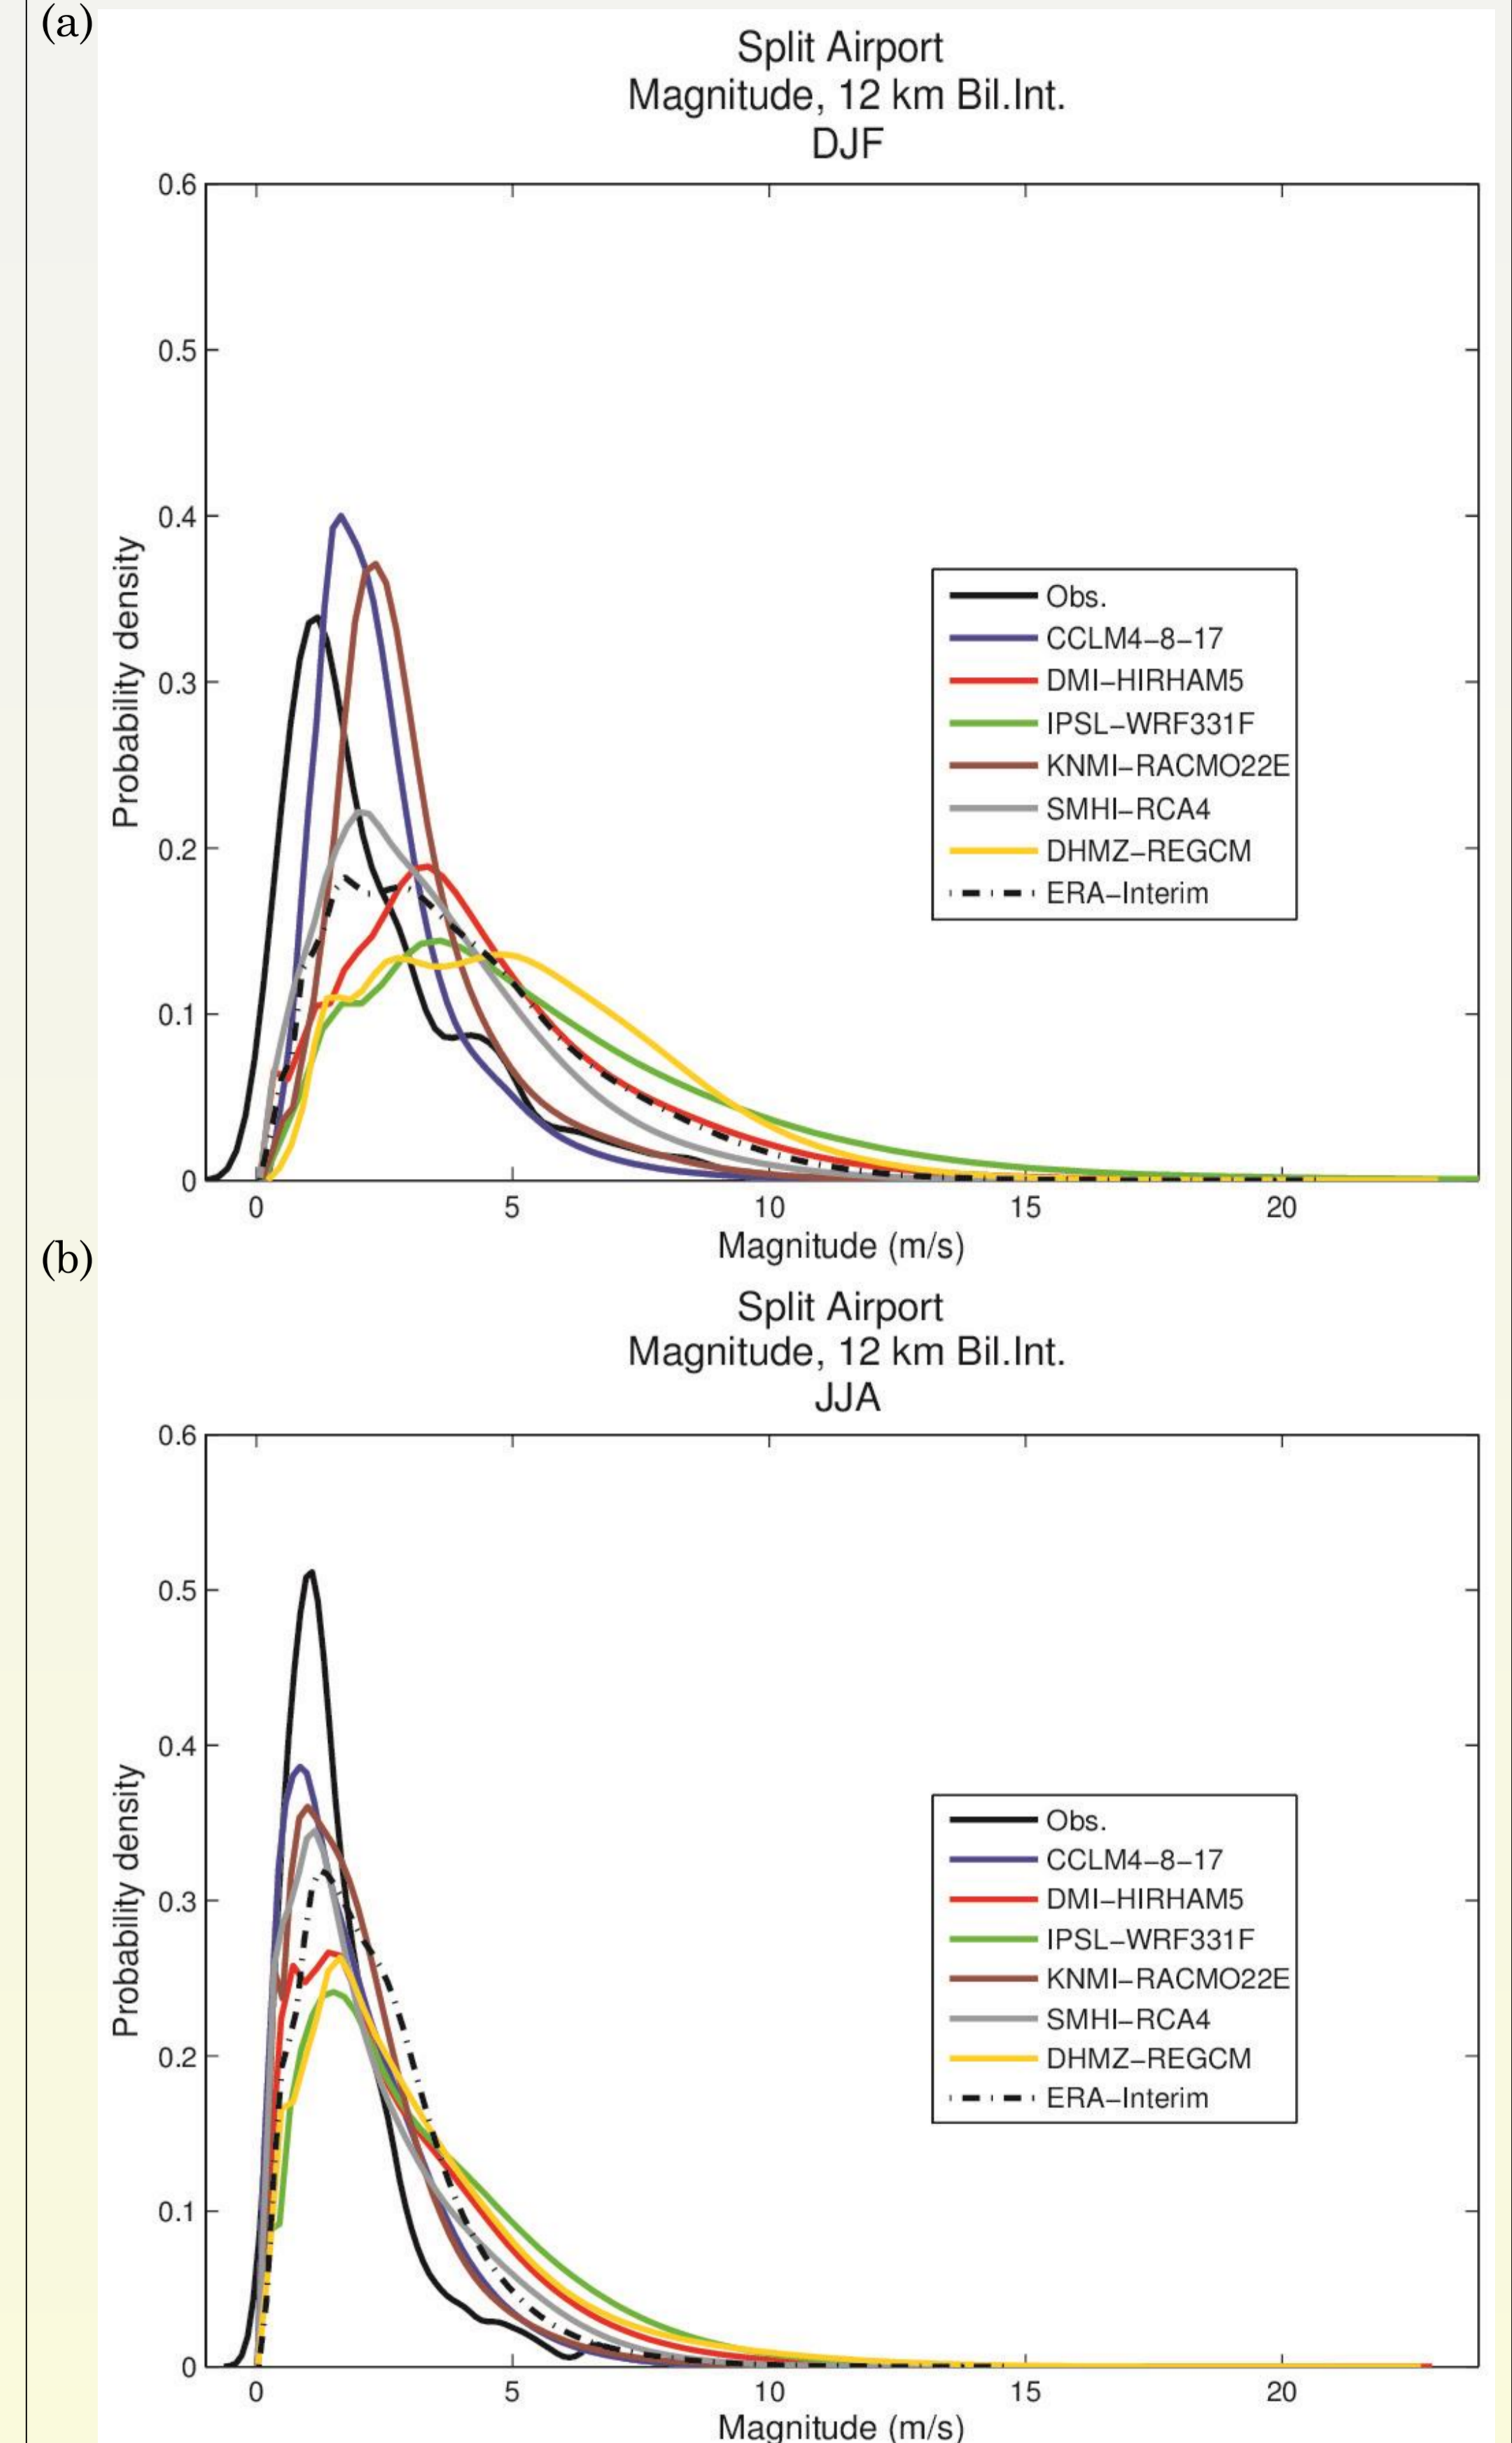 (a)
Split Airport
Magnitude, 12 km Bil.Int.
DJF
0.6
0.5
0.4
0.3
0.2
0.1
0
Probability density
Obs.
CCLM4−8−17
DMI−HIRHAM5
IPSL−WRF331F
KNMI−RACMO22E
SMHI−RCA4
DHMZ−REGCM
ERA−Interim
0 5 10 15 20
Magnitude (m/s)
(b)
Split Airport
Magnitude, 12 km Bil.Int.
JJA
0.6
0.5
0.4
0.3
0.2
0.1
0
Probability density
Obs.
CCLM4−8−17
DMI−HIRHAM5
IPSL−WRF331F
KNMI−RACMO22E
SMHI−RCA4
DHMZ−REGCM
ERA−Interim
0 5 10 15 20
Magnitude (m/s)